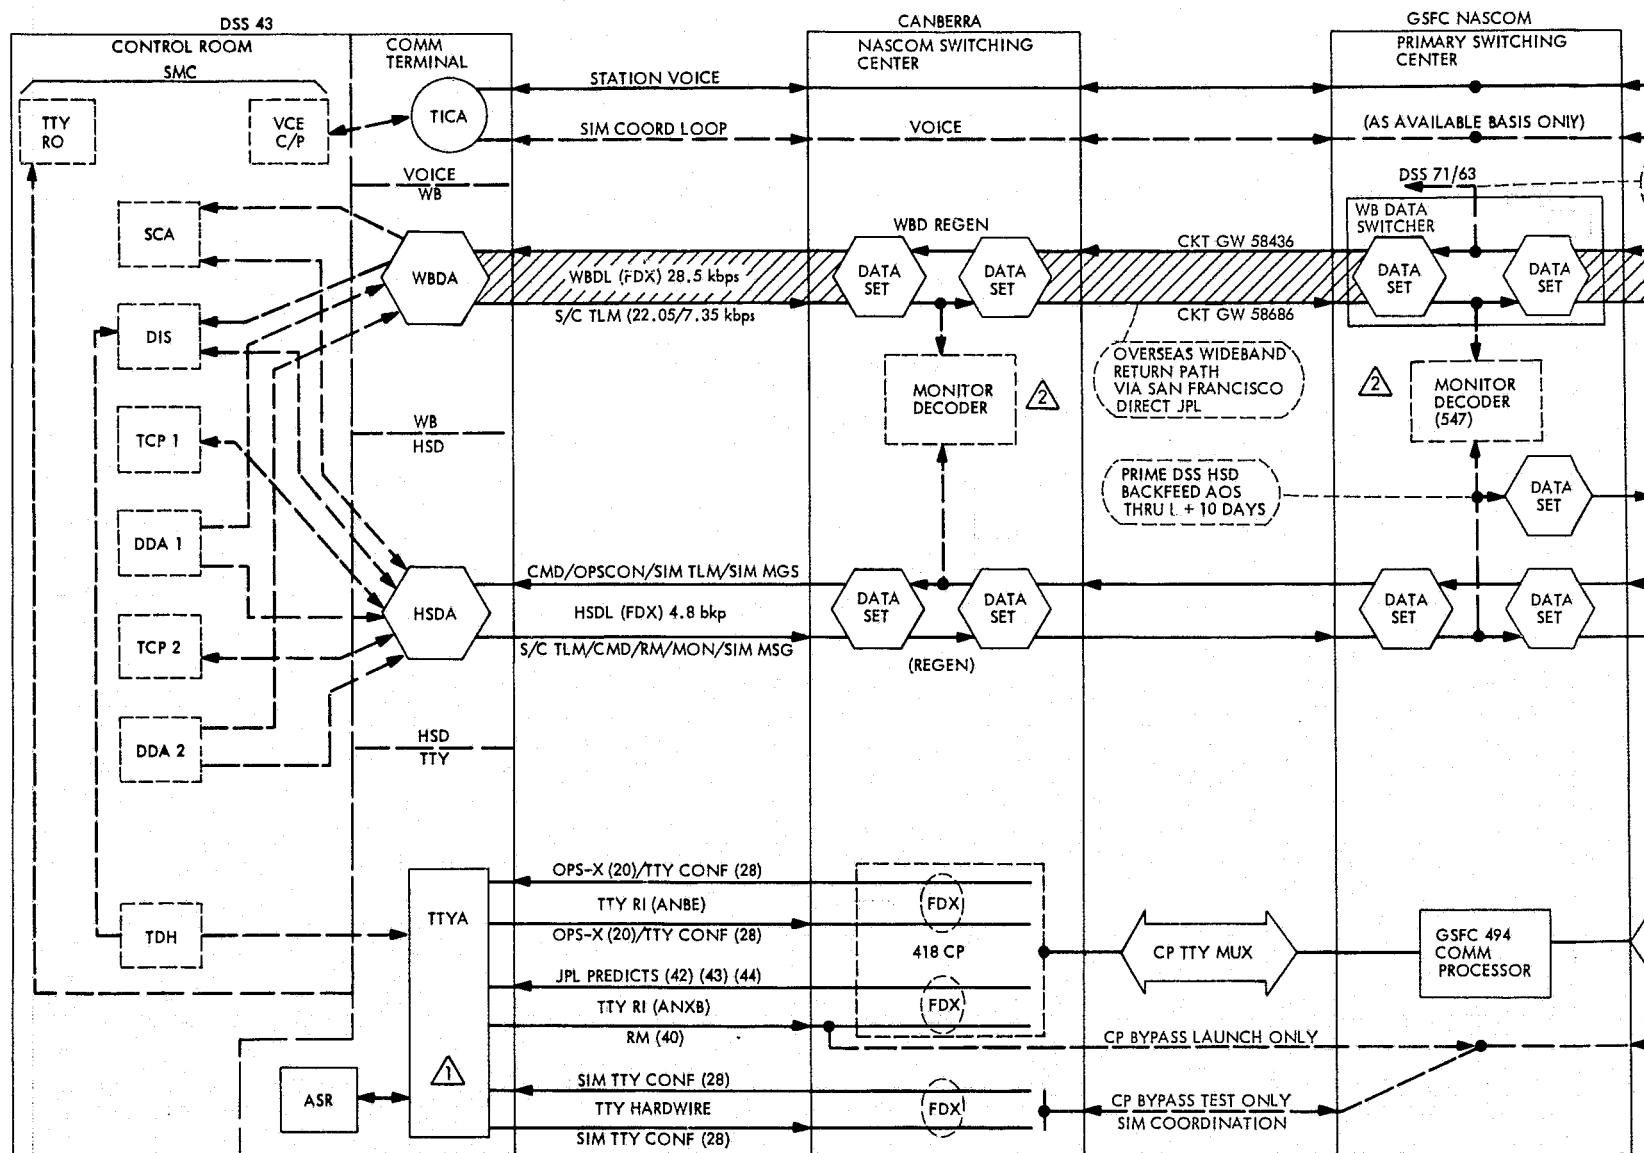 DSS 43
CANBERRA
GSFC NASCOM
CONTROL ROOM
SMC
COMM
TERMINAL
NASCOM SWITCHING
CENTER
PRIMARY SWITCHING
CENTER
TTY
RO
VCE
C/P
TICA
STATION VOICE
SIM COORD LOOP
VOICE
(AS AVAILABLE BASIS ONLY)
VOICE
WB
DSS 71/63
SCA
WBDA
WBD REGEN
WB DATA
SWITCHER
CKT GW 58436
DATA
SET
DATA
SET
DATA
SET
DATA
SET
WBDL (FDX) 28.5 kbps
S/C TLM (22.05/7.35 kbps
CKT GW 58686
DIS
MONITOR
DECODER
2
OVERSEAS WIDEBAND
RETURN PATH
VIA SAN FRANCISCO
DIRECT JPL
2
MONITOR
DECODER
(547)
TCP 1
WB
HSD
PRIME DSS HSD
BACKFEED AOS
THRU L + 10 DAYS
DATA
SET
DDA 1
HSDA
CMD/OPSCON/SIM TLM/SIM MGS
HSDL (FDX) 4.8 bkp
S/C TLM/CMD/RM/MON/SIM MSG
DATA
SET
DATA
SET
(REGEN)
DATA
SET
DATA
SET
TCP 2
DDA 2
HSD
TTY
TTYA
OPS-X (20)/TTY CONF (28)
TTY RI (ANBE)
OPS-X (20)/TTY CONF (28)
FDX
TDH
418 CP
CP TTY MUX
GSFC 494
COMM
PROCESSOR
JPL PREDICTS (42) (43) (44)
TTY RI (ANXB)
RM (40)
FDX
CP BYPASS LAUNCH ONLY
1
ASR
SIM TTY CONF (28)
TTY HARDWIRE
SIM TTY CONF (28)
FDX
CP BYPASS TEST ONLY
SIM COORDINATION